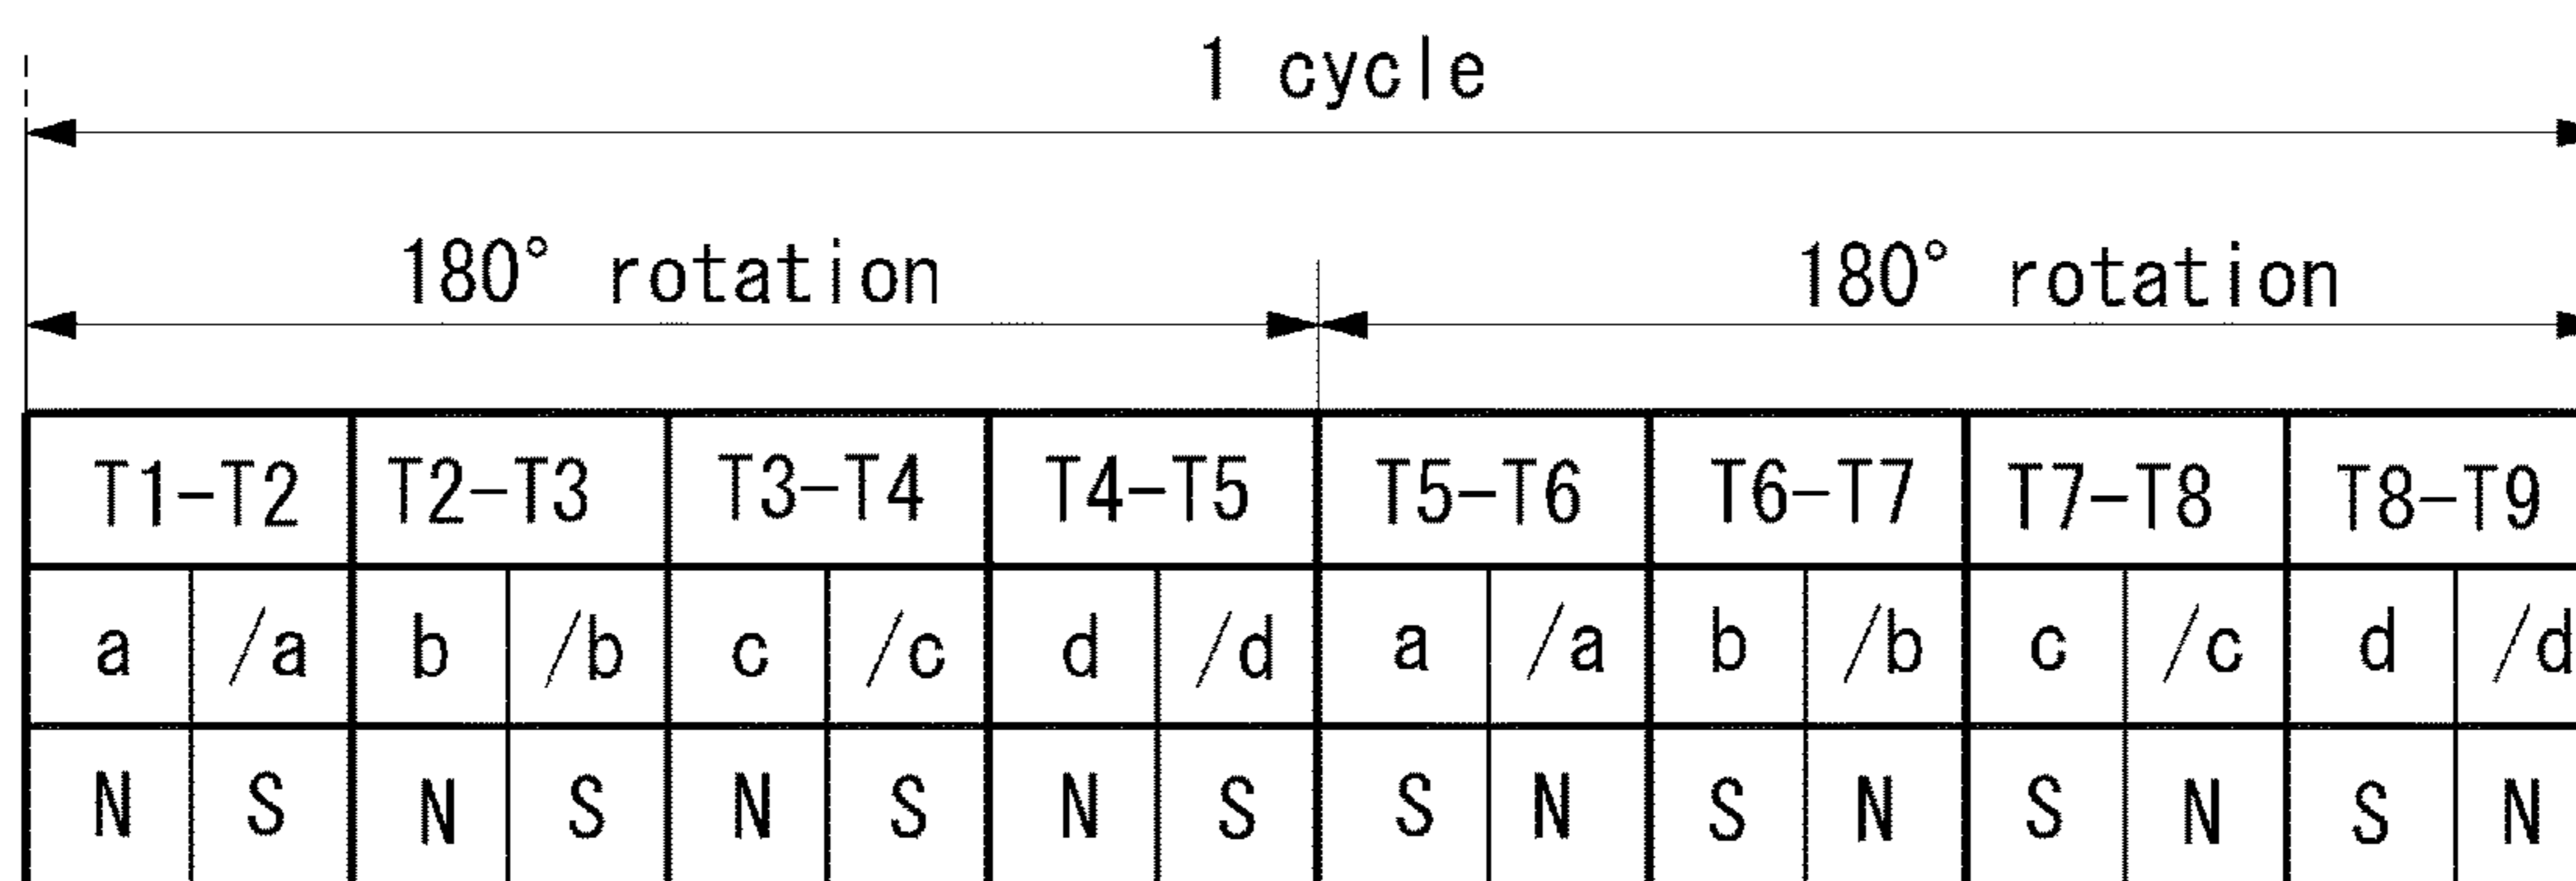 1 cycle
180° rotation 180° rotation
T1-T2 T2-T3 T3-T4 T4-T5 T5-T6 T6-T7 T7-T8 T8-T9
a /a b /b c /c d /d a /a b /b c /c d /d
N S N S N S N S S N S N S N S N